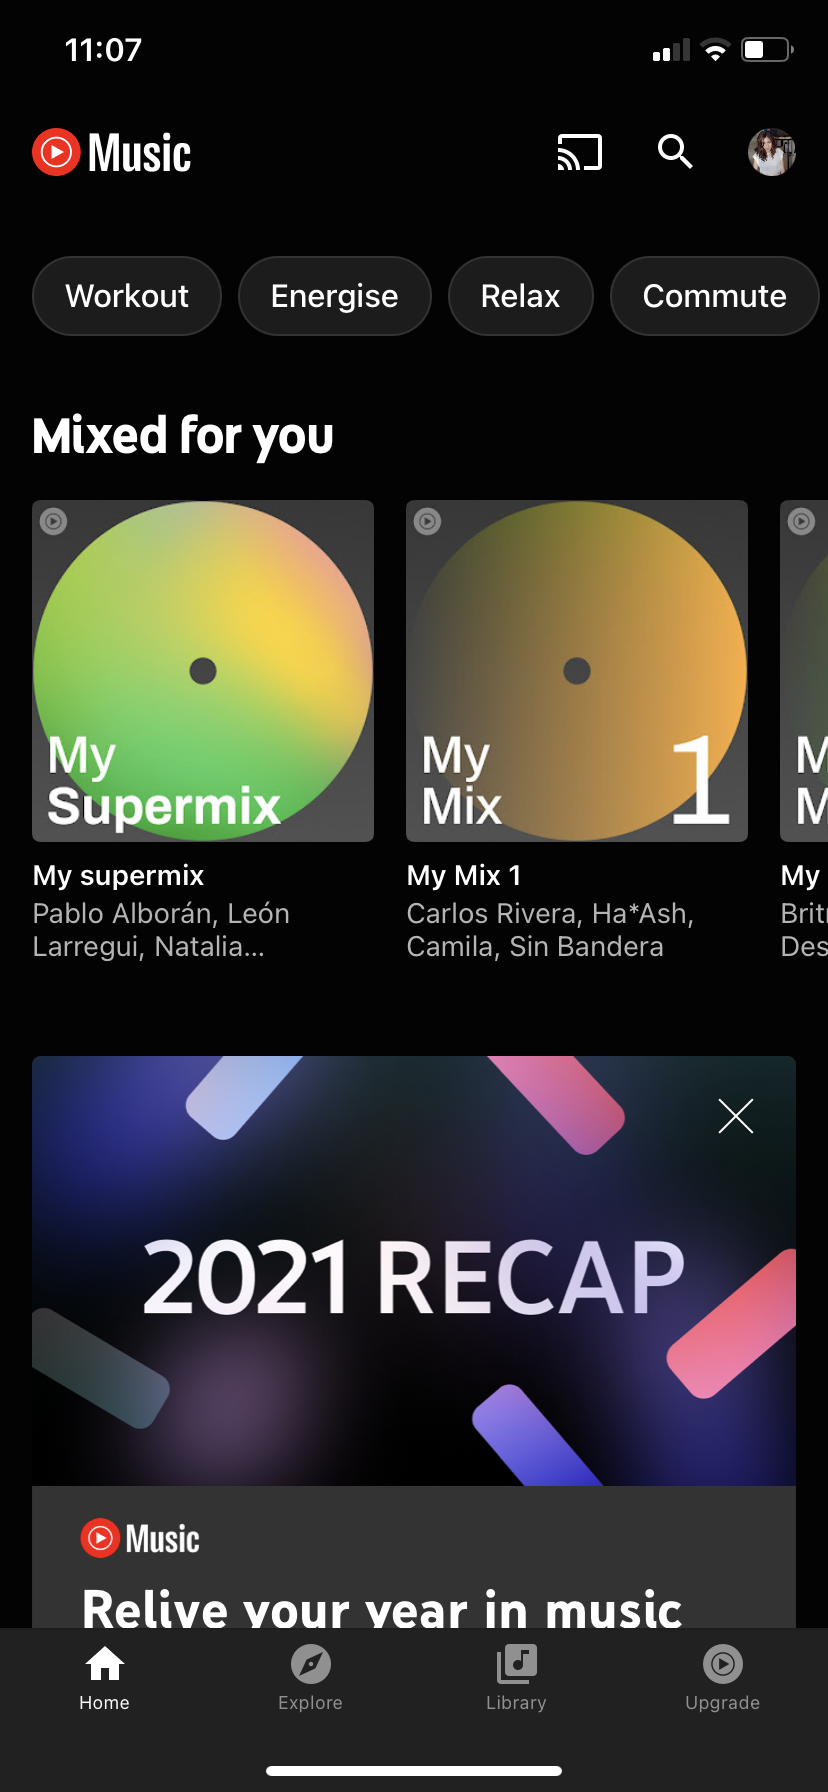 11:07
Music
Workout
Energise
Relax
Commute
Mixed for you
My
Supermix
My
Mix
1
My supermix
Pablo Alborán, León
Larregui, Natalia...
My Mix 1
Carlos Rivera, Ha*Ash,
Camila, Sin Bandera
My
2021 RECAP
Music
Relive your year in music
Home
Explore
Library
Upgrade